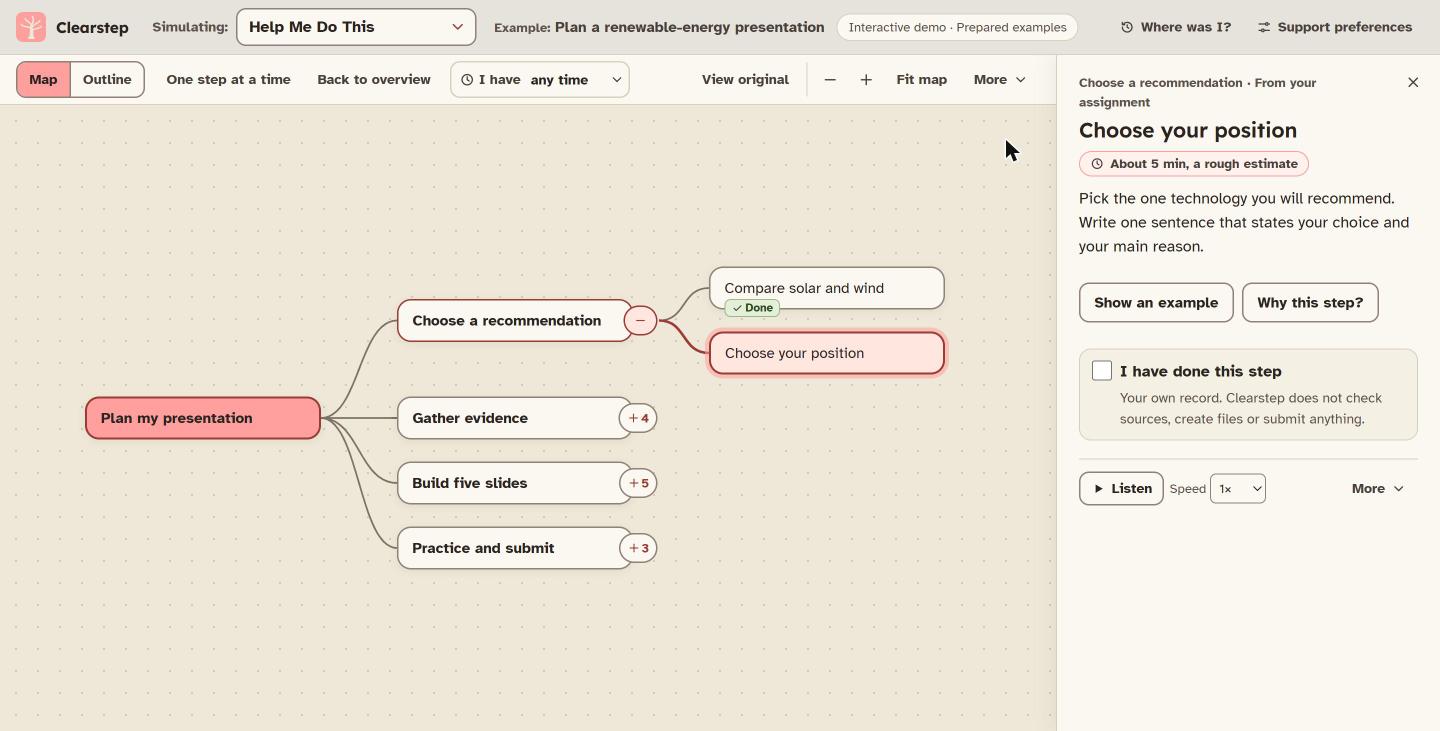 Clearstep
Simulating:
Help Me Do This
Example: Plan a renewable-energy presentation
Interactive demo · Prepared examples
Where was I?
Support preferences
Map
Outline
One step at a time
Back to overview
I have any time
View original
Fit map
More
Plan my presentation
Choose a recommendation
Compare solar and wind
Done
Choose your position
Gather evidence
+4
Build five slides
+5
Practice and submit
+3
Choose a recommendation · From your
assignment
Choose your position
About 5 min, a rough estimate
Pick the one technology you will recommend.
Write one sentence that states your choice and
your main reason.
Show an example
Why this step?
I have done this step
Your own record. Clearstep does not check
sources, create files or submit anything.
Listen
Speed
1×
More